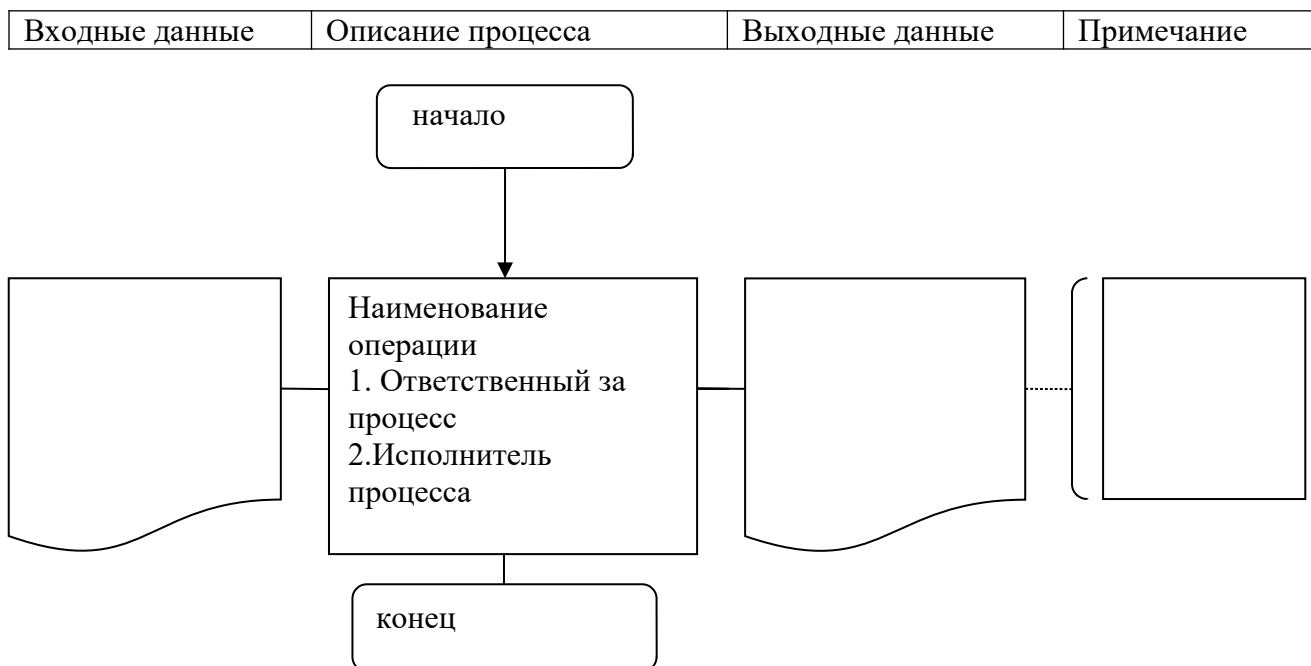 Входные данные
Описание процесса
Выходные данные
Примечание
начало
Наименование
операции
1. Ответственный за
процесс
2.Исполнитель
процесса
конец